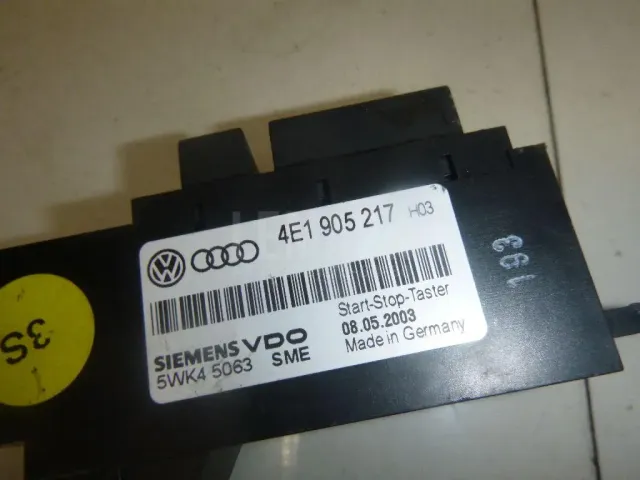 4E1 905 217 H03
Start-Stop-Taster
08.05.2003
Made in Germany
SIEMENS VDO
5WK4 5063 SME
193
3S